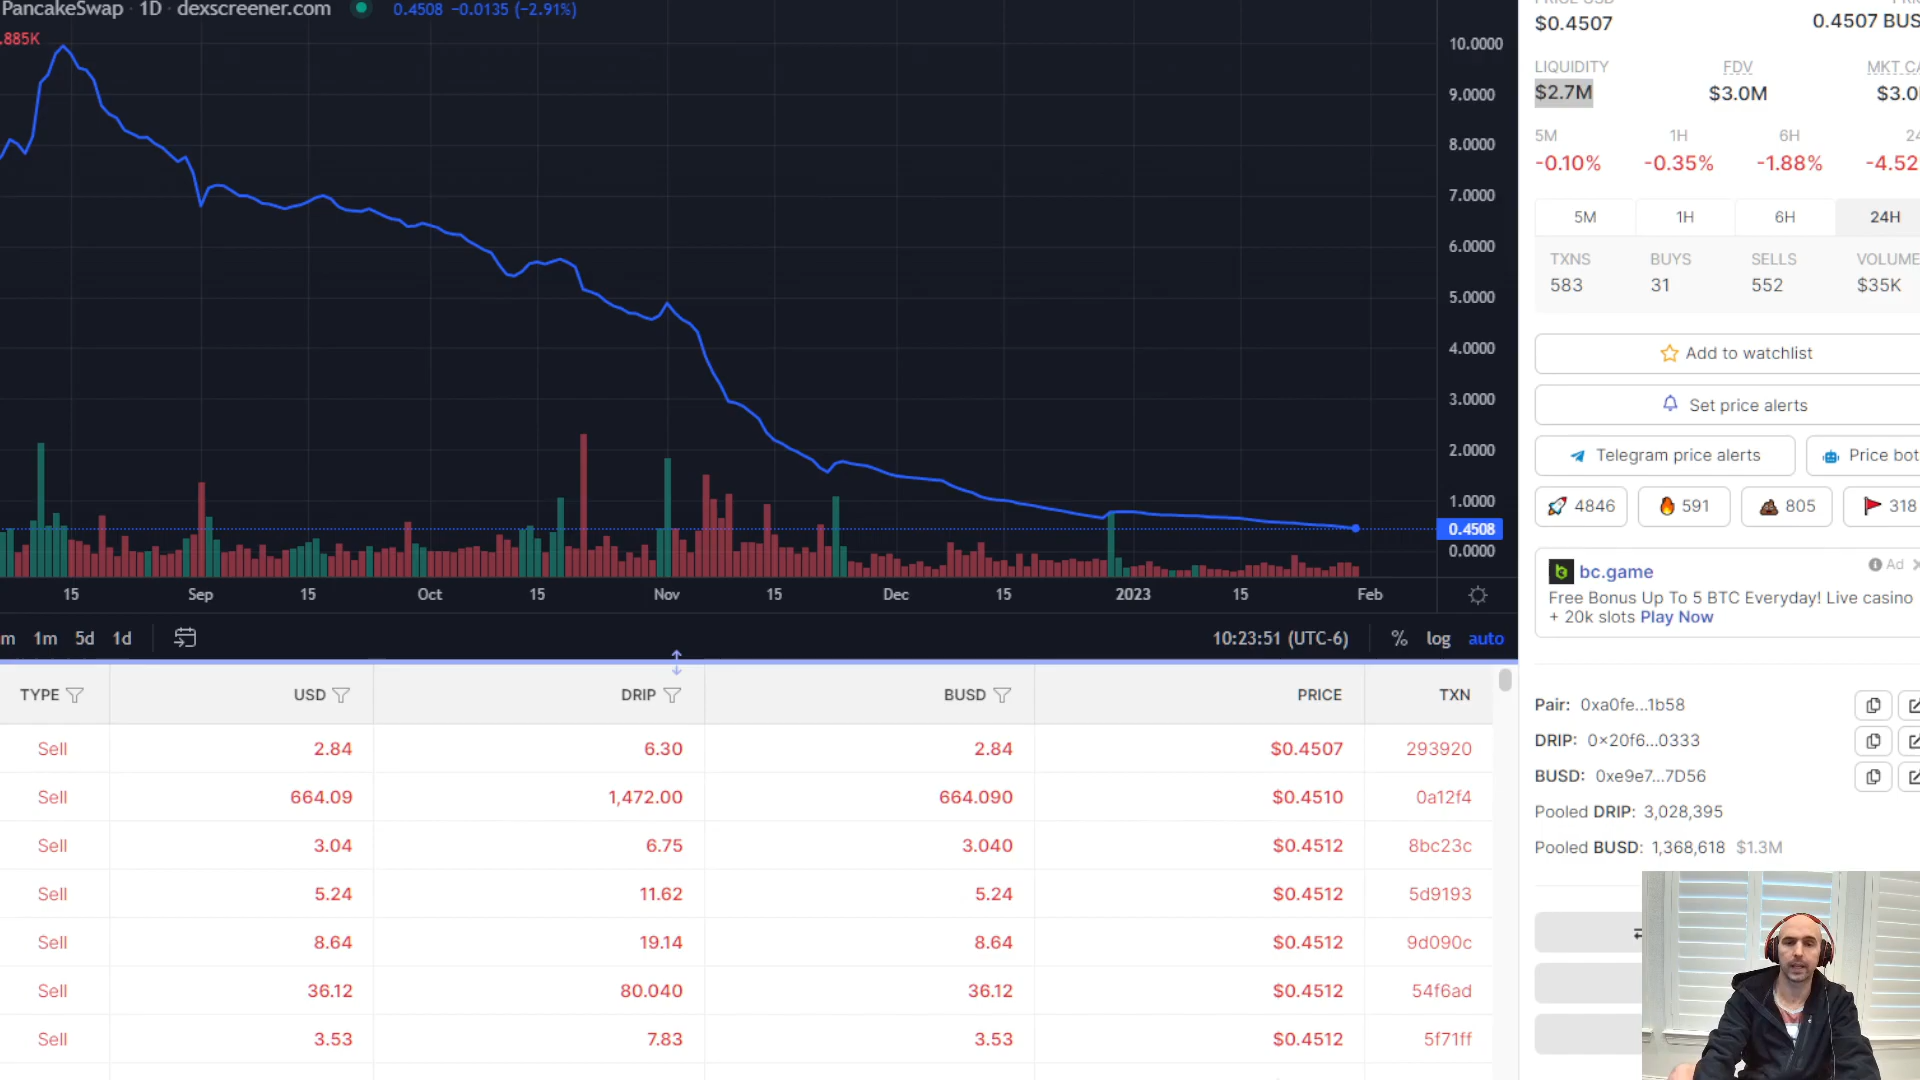 PancakeSwap · 1D · dexscreener.com 0.4508 −0.0135 (−2.91%)
.885K
10.0000
9.0000
8.0000
7.0000
6.0000
5.0000
4.0000
3.0000
2.0000
1.0000
0.4508
0.0000
15 Sep 15 Oct 15 Nov 15 Dec 15 2023 15 Feb
m 1m 5d 1d 10:23:51 (UTC-6) % log auto
TYPE USD DRIP BUSD PRICE TXN
Sell 2.84 6.30 2.84 $0.4507 293920
Sell 664.09 1,472.00 664.090 $0.4510 0a12f4
Sell 3.04 6.75 3.040 $0.4512 8bc23c
Sell 5.24 11.62 5.24 $0.4512 5d9193
Sell 8.64 19.14 8.64 $0.4512 9d090c
Sell 36.12 80.040 36.12 $0.4512 54f6ad
Sell 3.53 7.83 3.53 $0.4512 5f71ff
$0.4507 0.4507 BUS
LIQUIDITY FDV MKT CA
$2.7M $3.0M $3.0
5M 1H 6H 24
-0.10% -0.35% -1.88% -4.52
5M 1H 6H 24H
TXNS BUYS SELLS VOLUME
583 31 552 $35K
Add to watchlist
Set price alerts
Telegram price alerts Price bot
4846 591 805 318
bc.game Ad
Free Bonus Up To 5 BTC Everyday! Live casino
+ 20k slots Play Now
Pair: 0xa0fe...1b58
DRIP: 0×20f6...0333
BUSD: 0xe9e7...7D56
Pooled DRIP: 3,028,395
Pooled BUSD: 1,368,618 $1.3M